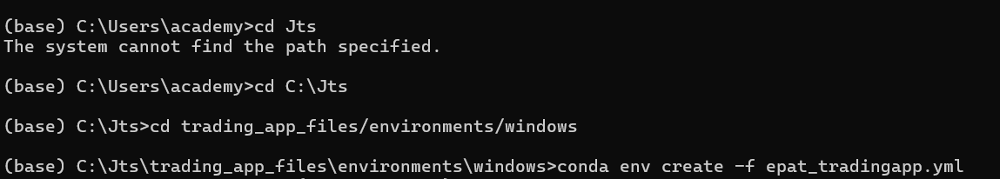 (base) C:\Users\academy>cd Jts
The system cannot find the path specified.
(base) C:\Users\academy>cd C:\Jts
(base) C:\Jts>cd trading_app_files/environments/windows
(base) C:\Jts\trading_app_files\environments\windows>conda env create -f epat_tradingapp.yml